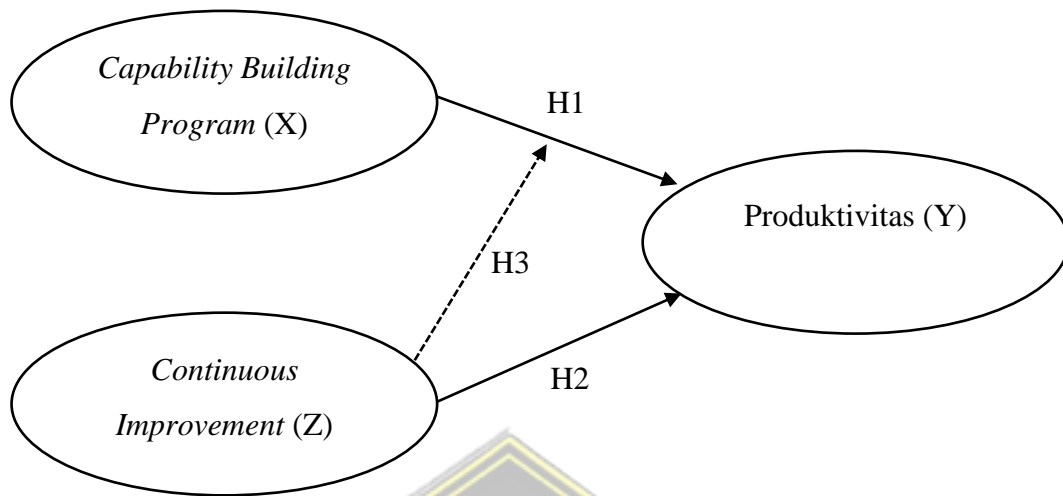 Capability Building
Program (X)
H1
Produktivitas (Y)
H3
Continuous
Improvement (Z)
H2